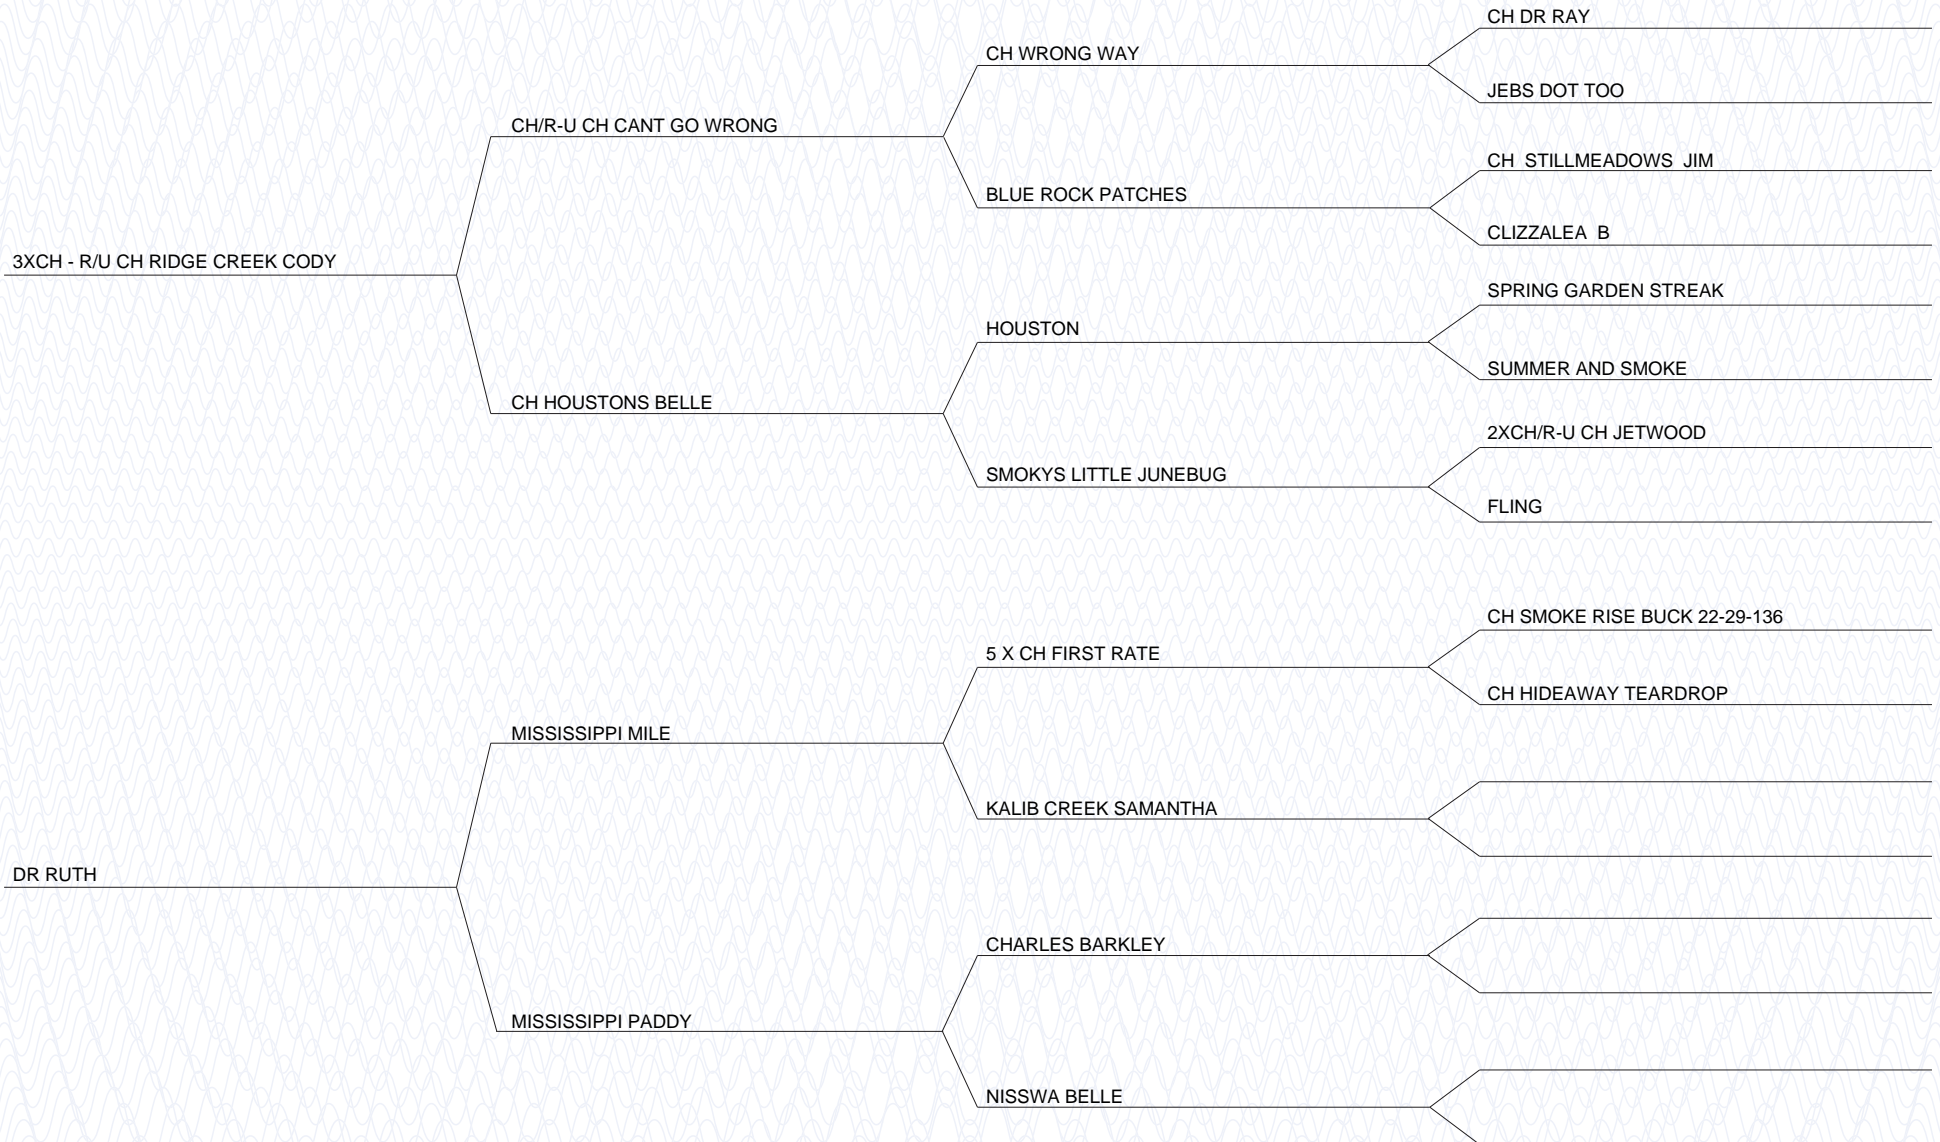 CH DR RAY
CH WRONG WAY
JEBS DOT TOO
CH/R-U CH CANT GO WRONG
CH  STILLMEADOWS  JIM
BLUE ROCK PATCHES
CLIZZALEA  B
3XCH - R/U CH RIDGE CREEK CODY
SPRING GARDEN STREAK
HOUSTON
SUMMER AND SMOKE
CH HOUSTONS BELLE
2XCH/R-U CH JETWOOD
SMOKYS LITTLE JUNEBUG
FLING
CH SMOKE RISE BUCK 22-29-136
5 X CH FIRST RATE
CH HIDEAWAY TEARDROP
MISSISSIPPI MILE
KALIB CREEK SAMANTHA
DR RUTH
CHARLES BARKLEY
MISSISSIPPI PADDY
NISSWA BELLE